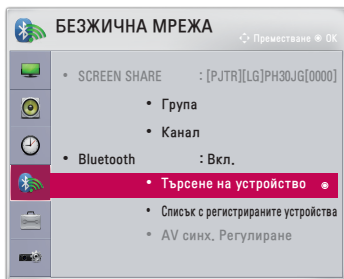 БЕЗЖИЧНА МРЕЖА
Преместване OK
• SCREEN SHARE : [PJTR][LG]PH30JG[0000]
• Група
• Канал
• Bluetooth : Вкл.
• Търсене на устройство
• Списък с регистрираните устройства
• AV синх. Регулиране